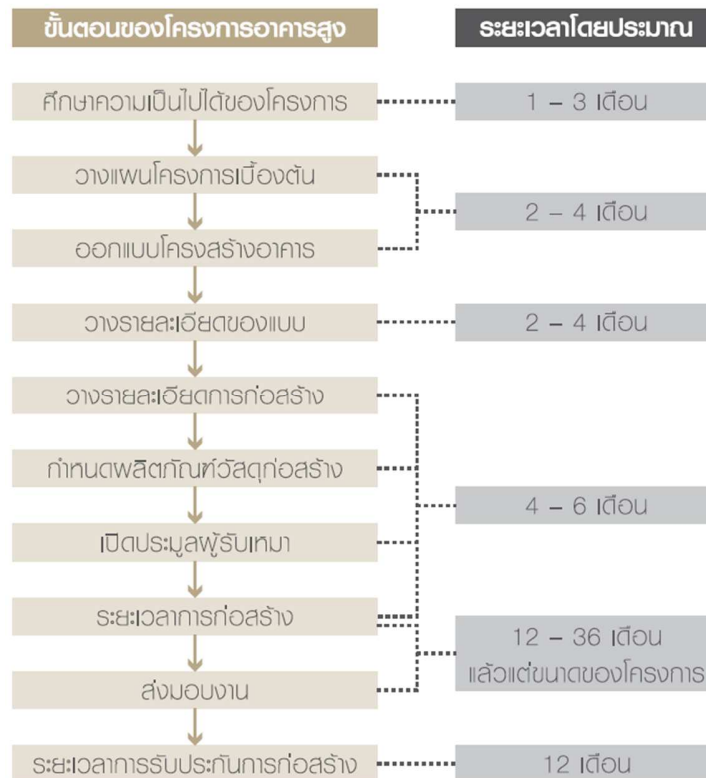 ขั้นตอนของโครงการอาคารสูง
ระยะเวลาโดยประมาณ
ศึกษาความเป็นไปได้ของโครงการ
1 – 3 เดือน
วางแผนโครงการเบื้องต้น
2 – 4 เดือน
ออกแบบโครงสร้างอาคาร
วางรายละเอียดของแบบ
2 – 4 เดือน
วางรายละเอียดการก่อสร้าง
กำหนดผลิตภัณฑ์วัสดุก่อสร้าง
4 – 6 เดือน
เปิดประมูลผู้รับเหมา
ระยะเวลาการก่อสร้าง
12 – 36 เดือน
แล้วแต่ขนาดของโครงการ
ส่งมอบงาน
ระยะเวลาการรับประกันการก่อสร้าง
12 เดือน